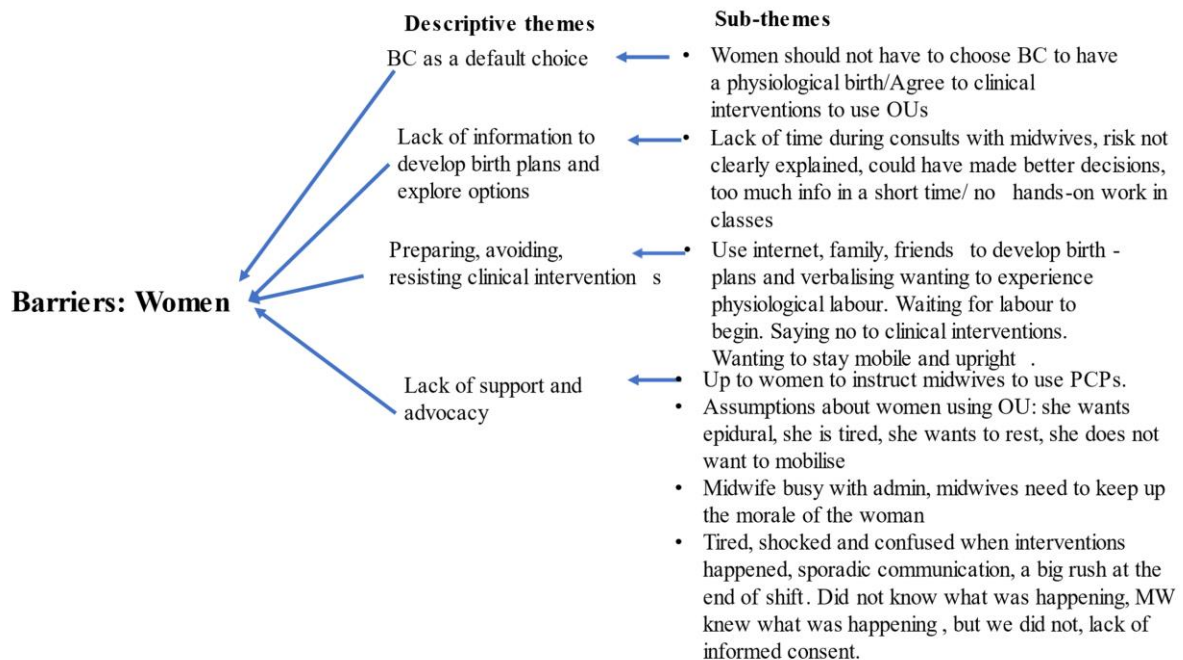 Descriptive themes
Sub-themes
BC as a default choice
• Women should not have to choose BC to have
a physiological birth/Agree to clinical
interventions to use OUs
Lack of information to
develop birth plans and
explore options
• Lack of time during consults with midwives, risk not
clearly explained, could have made better decisions,
too much info in a short time/ no hands-on work in
classes
Preparing, avoiding,
resisting clinical intervention s
• Use internet, family, friends to develop birth -
plans and verbalising wanting to experience
physiological labour. Waiting for labour to
begin. Saying no to clinical interventions.
Wanting to stay mobile and upright .
Barriers: Women
Lack of support and
advocacy
• Up to women to instruct midwives to use PCPs.
• Assumptions about women using OU: she wants
epidural, she is tired, she wants to rest, she does not
want to mobilise
• Midwife busy with admin, midwives need to keep up
the morale of the woman
• Tired, shocked and confused when interventions
happened, sporadic communication, a big rush at the
end of shift. Did not know what was happening, MW
knew what was happening , but we did not, lack of
informed consent.